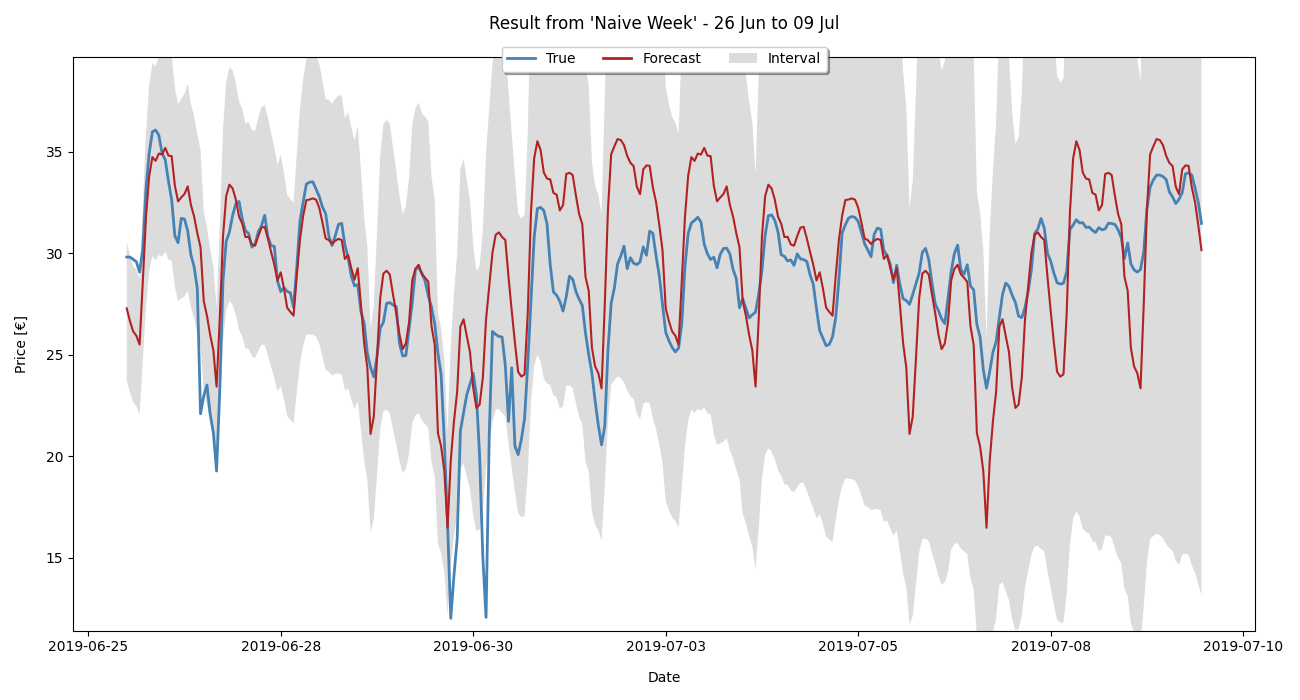 Result from 'Naive Week' - 26 Jun to 09 Jul
True Forecast Interval
Price [€]
35
30
25
20
15
2019-06-25 2019-06-28 2019-06-30 2019-07-03 2019-07-05 2019-07-08 2019-07-10
Date